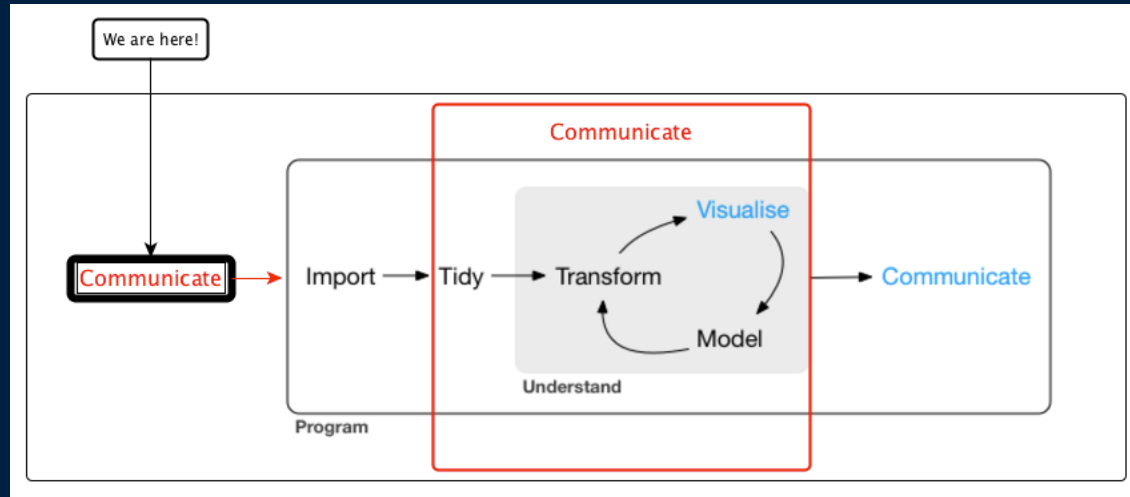 We are here!
Communicate
Visualise
Communicate
Import
Tidy
Transform
Communicate
Model
Understand
Program